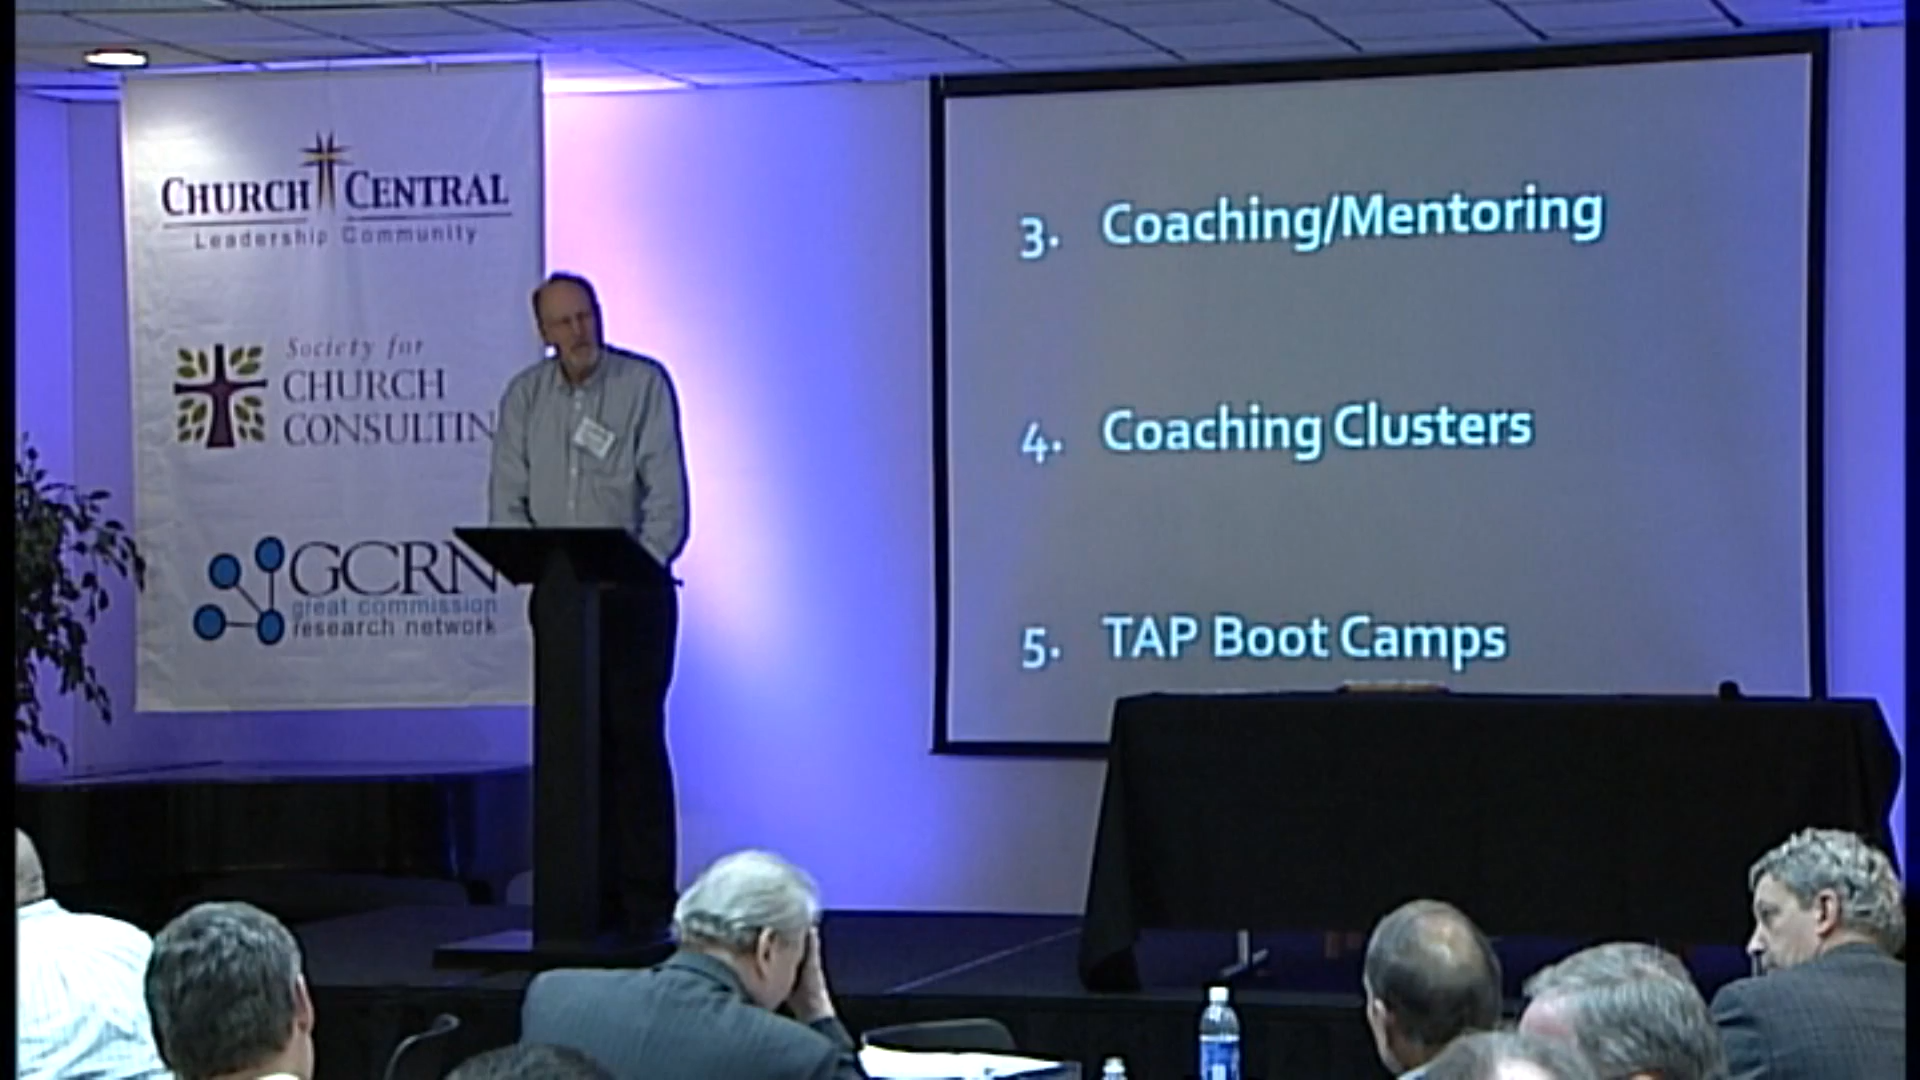 CHURCH CENTRAL
Leadership Community
Society for
CHURCH
CONSULTIN
GCRN
great commission
research network
3. Coaching/Mentoring
4. Coaching Clusters
5. TAP Boot Camps